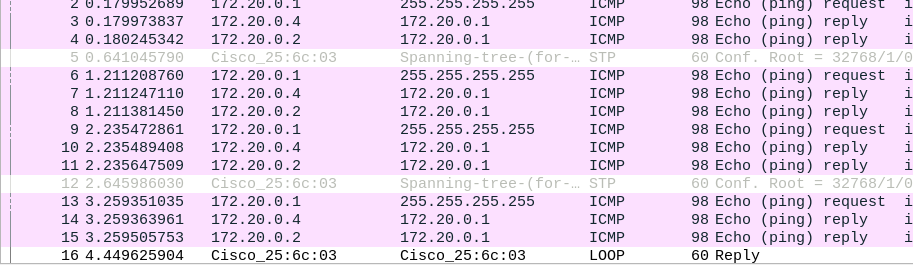 2 0.179952689 172.20.0.1 255.255.255.255 ICMP 98 Echo (ping) request i
3 0.179973837 172.20.0.4 172.20.0.1 ICMP 98 Echo (ping) reply i
4 0.180245342 172.20.0.2 172.20.0.1 ICMP 98 Echo (ping) reply i
5 0.641045790 Cisco_25:6c:03 Spanning-tree-(for-… STP 60 Conf. Root = 32768/1/0
6 1.211208760 172.20.0.1 255.255.255.255 ICMP 98 Echo (ping) request i
7 1.211247110 172.20.0.4 172.20.0.1 ICMP 98 Echo (ping) reply i
8 1.211381450 172.20.0.2 172.20.0.1 ICMP 98 Echo (ping) reply i
9 2.235472861 172.20.0.1 255.255.255.255 ICMP 98 Echo (ping) request i
10 2.235489408 172.20.0.4 172.20.0.1 ICMP 98 Echo (ping) reply i
11 2.235647509 172.20.0.2 172.20.0.1 ICMP 98 Echo (ping) reply i
12 2.645986030 Cisco_25:6c:03 Spanning-tree-(for-… STP 60 Conf. Root = 32768/1/0
13 3.259351035 172.20.0.1 255.255.255.255 ICMP 98 Echo (ping) request i
14 3.259363961 172.20.0.4 172.20.0.1 ICMP 98 Echo (ping) reply i
15 3.259505753 172.20.0.2 172.20.0.1 ICMP 98 Echo (ping) reply i
16 4.449625904 Cisco_25:6c:03 Cisco_25:6c:03 LOOP 60 Reply